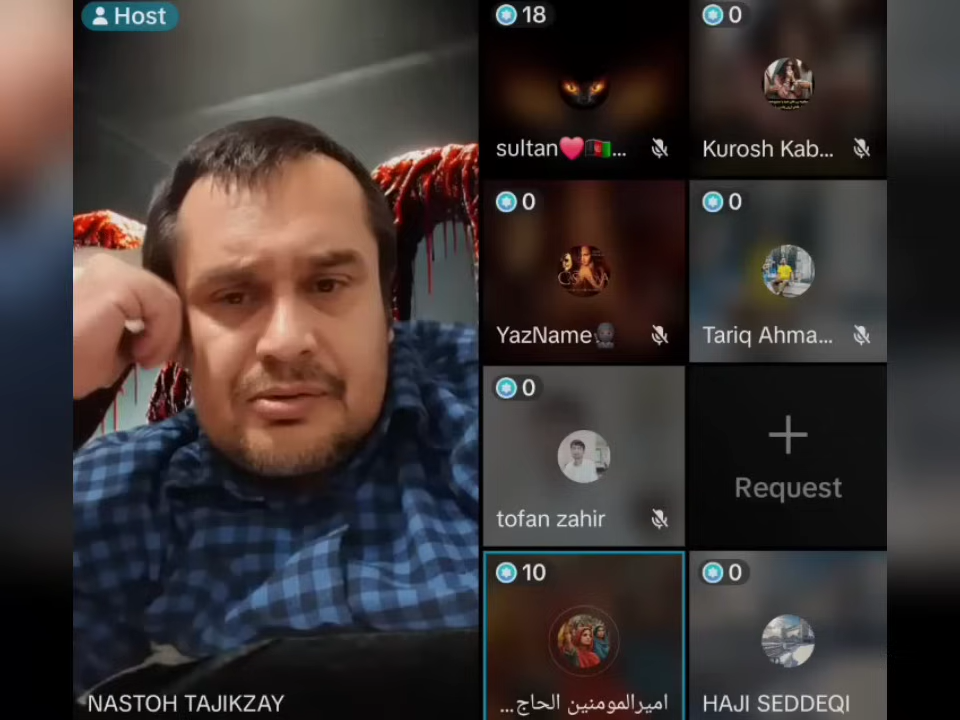 Host
NASTOH TAJIKZAY
18
sultan❤️🇦🇫...
0
Kurosh Kab...
0
YazName
0
Tariq Ahma...
0
tofan zahir
Request
10
امیرالمومنین الحاج...
0
HAJI SEDDEQI